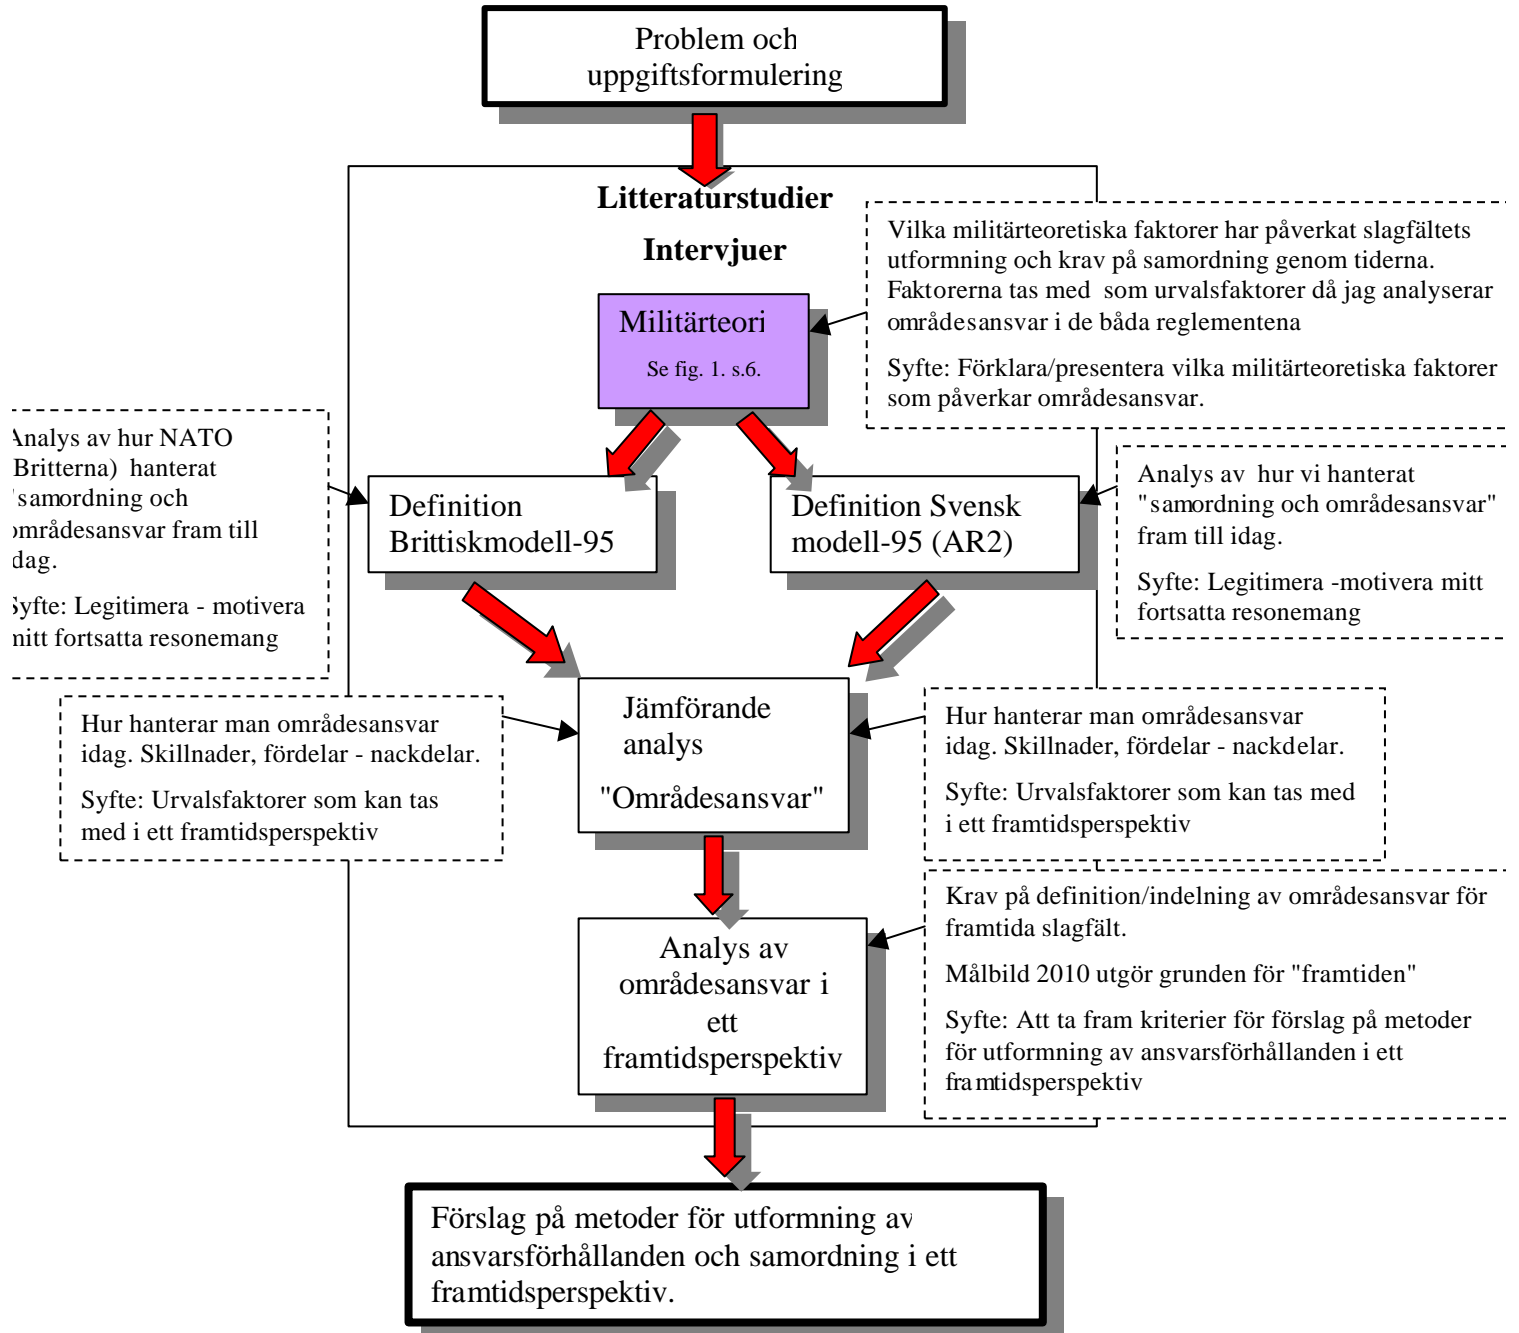 Problem och
uppgiftsformulering
Litteraturstudier
Intervjuer
Vilka militärteoretiska faktorer har påverkat slagfältets
utformning och krav på samordning genom tiderna.
Faktorerna tas med som urvalsfaktorer då jag analyserar
områdesansvar i de båda reglementena
Syfte: Förklara/presentera vilka militärteoretiska faktorer
som påverkar områdesansvar.
Militärteori
Se fig. 1. s.6.
Analys av hur NATO
Britterna) hanterat
samordning och
områdesansvar fram till
idag.
Syfte: Legitimera - motivera
mitt fortsatta resonemang
Definition
Brittiskmodell-95
Definition Svensk
modell-95 (AR2)
Analys av hur vi hanterat
"samordning och områdesansvar"
fram till idag.
Syfte: Legitimera -motivera mitt
fortsatta resonemang
Hur hanterar man områdesansvar
idag. Skillnader, fördelar - nackdelar.
Syfte: Urvalsfaktorer som kan tas
med i ett framtidsperspektiv
Jämförande
analys
"Områdesansvar"
Hur hanterar man områdesansvar
idag. Skillnader, fördelar - nackdelar.
Syfte: Urvalsfaktorer som kan tas med
i ett framtidsperspektiv
Analys av
områdesansvar i
ett
framtidsperspektiv
Krav på definition/indelning av områdesansvar för
framtida slagfält.
Målbild 2010 utgör grunden för "framtiden"
Syfte: Att ta fram kriterier för förslag på metoder
för utformning av ansvarsförhållanden i ett
framtidsperspektiv
Förslag på metoder för utformning av
ansvarsförhållanden och samordning i ett
framtidsperspektiv.